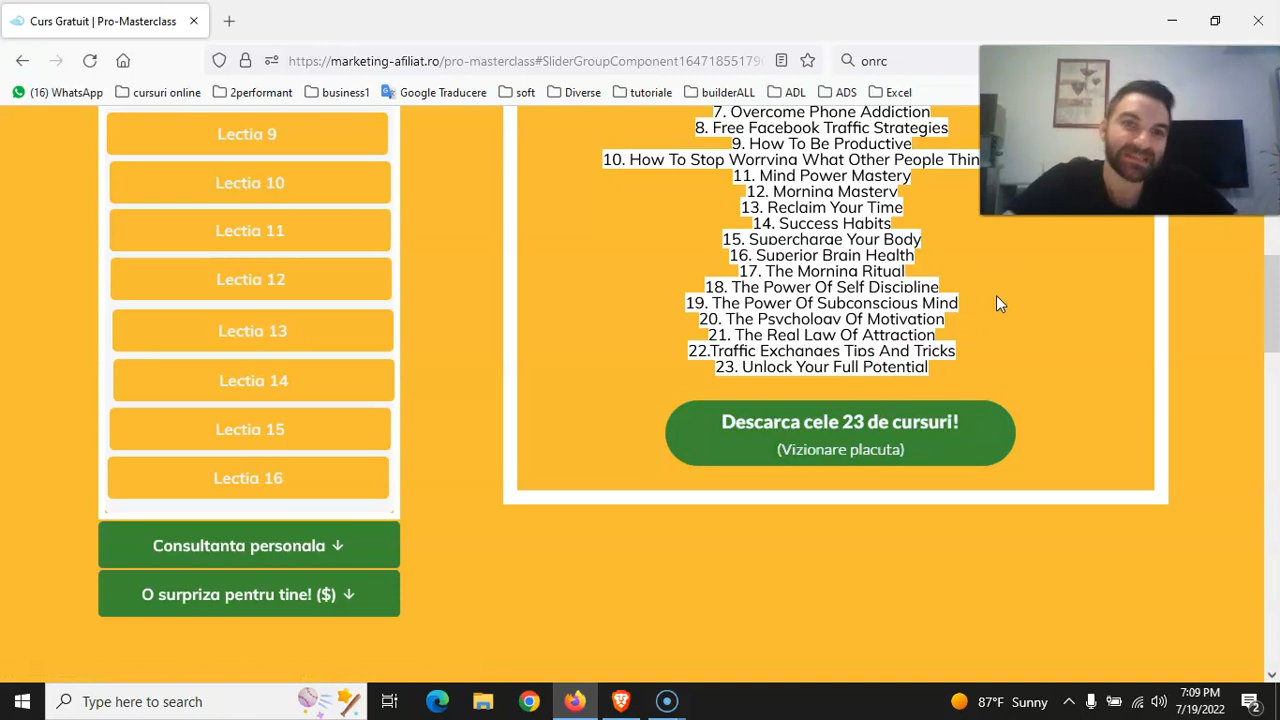 Curs Gratuit | Pro-Masterclass
https://marketing-afiliat.ro/pro-masterclass#SliderGroupComponent1647185517
onrc
(16) WhatsApp
cursuri online
2performant
business1
Google Traducere
soft
Diverse
tutoriale
builderALL
ADL
ADS
Excel
Lectia 9
Lectia 10
Lectia 11
Lectia 12
Lectia 13
Lectia 14
Lectia 15
Lectia 16
Consultanta personala ↓
O surpriza pentru tine! ($) ↓
7. Overcome Phone Addiction
8. Free Facebook Traffic Strategies
9. How To Be Productive
10. How To Stop Worrying What Other People Thin
11. Mind Power Mastery
12. Morning Mastery
13. Reclaim Your Time
14. Success Habits
15. Supercharge Your Body
16. Superior Brain Health
17. The Morning Ritual
18. The Power Of Self Discipline
19. The Power Of Subconscious Mind
20. The Psychology Of Motivation
21. The Real Law Of Attraction
22.Traffic Exchanges Tips And Tricks
23. Unlock Your Full Potential
Descarca cele 23 de cursuri!
(Vizionare placuta)
Type here to search
87°F Sunny
7:09 PM
7/19/2022
2